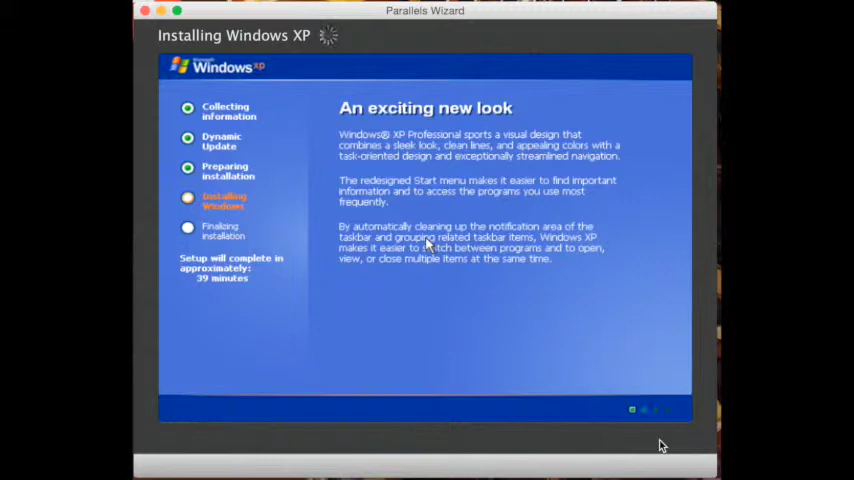 Parallels Wizard
Installing Windows XP
Microsoft
Windows xp
Collecting
information
Dynamic
Update
Preparing
installation
Installing
Windows
Finalizing
installation
Setup will complete in
approximately:
39 minutes
An exciting new look
Windows® XP Professional sports a visual design that
combines a sleek look, clean lines, and appealing colors with a
task-oriented design and exceptionally streamlined navigation.
The redesigned Start menu makes it easier to find important
information and to access the programs you use most
frequently.
By automatically cleaning up the notification area of the
taskbar and grouping related taskbar items, Windows XP
makes it easier to switch between programs and to open,
view, or close multiple items at the same time.